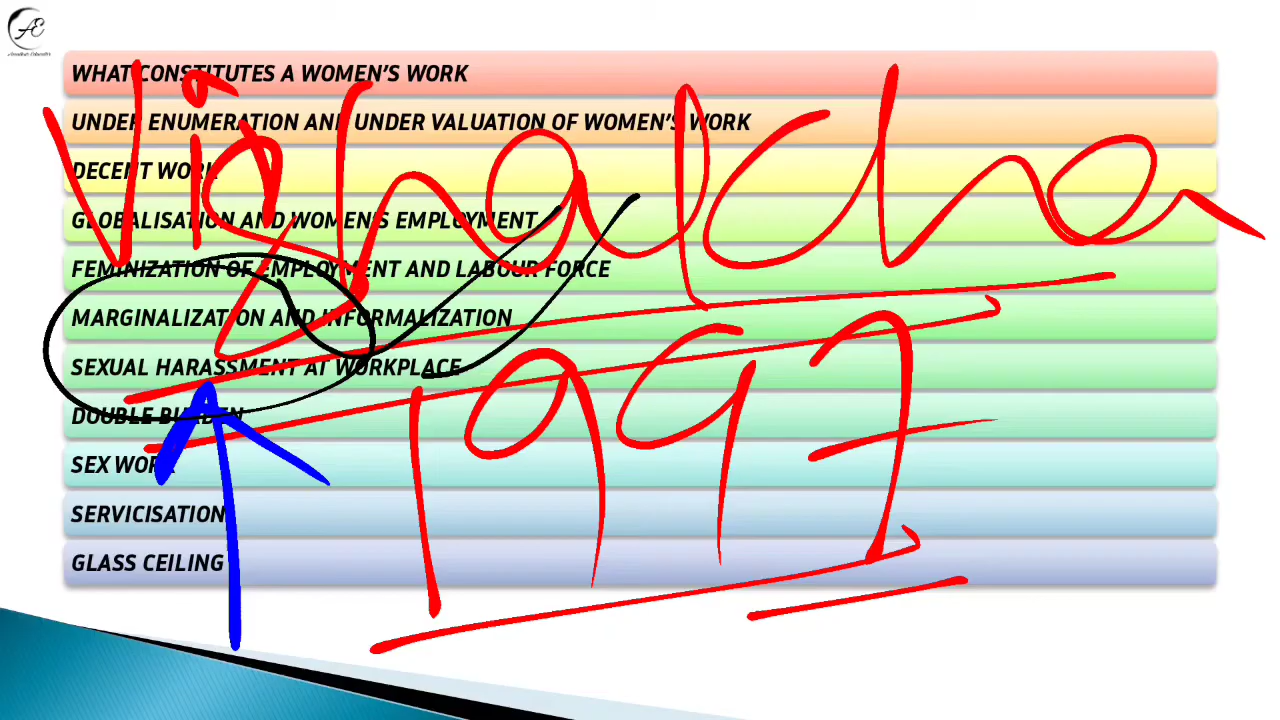 AE
WHAT CONSTITUTES A WOMEN'S WORK
UNDER ENUMERATION AND UNDER VALUATION OF WOMEN'S WORK
DECENT WORK
GLOBALISATION AND WOMEN'S EMPLOYMENT
FEMINIZATION OF EMPLOYMENT AND LABOUR FORCE
MARGINALIZATION AND INFORMALIZATION
SEXUAL HARASSMENT AT WORKPLACE
DOUBLE BURDEN
SEX WORK
SERVICISATION
GLASS CEILING
Vishakha
1997